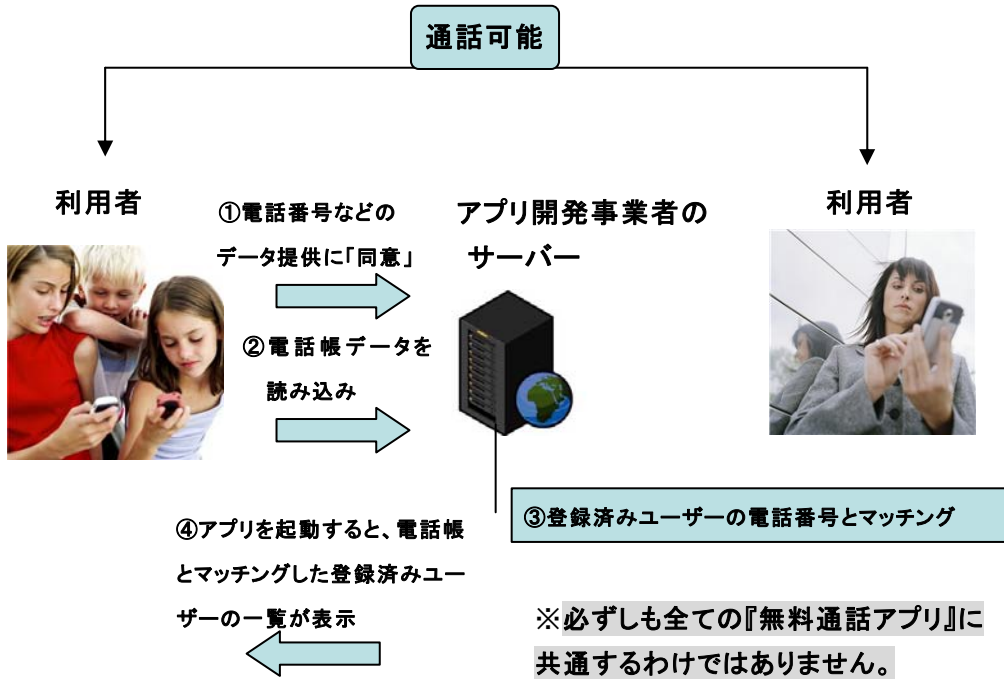 通話可能
利用者
①電話番号などの
データ提供に「同意」
アプリ開発事業者の
サーバー
利用者
②電話帳データを
読み込み
③登録済みユーザーの電話番号とマッチング
④アプリを起動すると、電話帳
とマッチングした登録済みユー
ザーの一覧が表示
※必ずしも全ての『無料通話アプリ』に
共通するわけではありません。